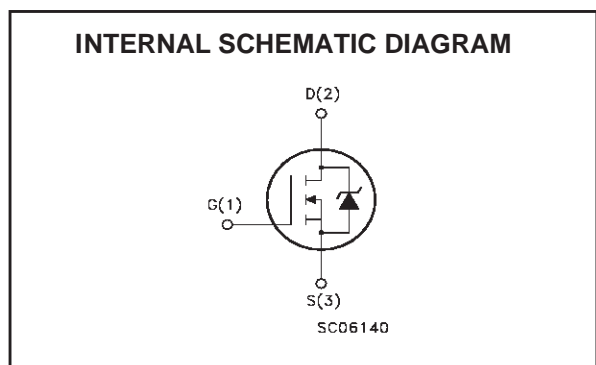 INTERNAL SCHEMATIC DIAGRAM
D(2)
G(1)
S(3)
SC06140